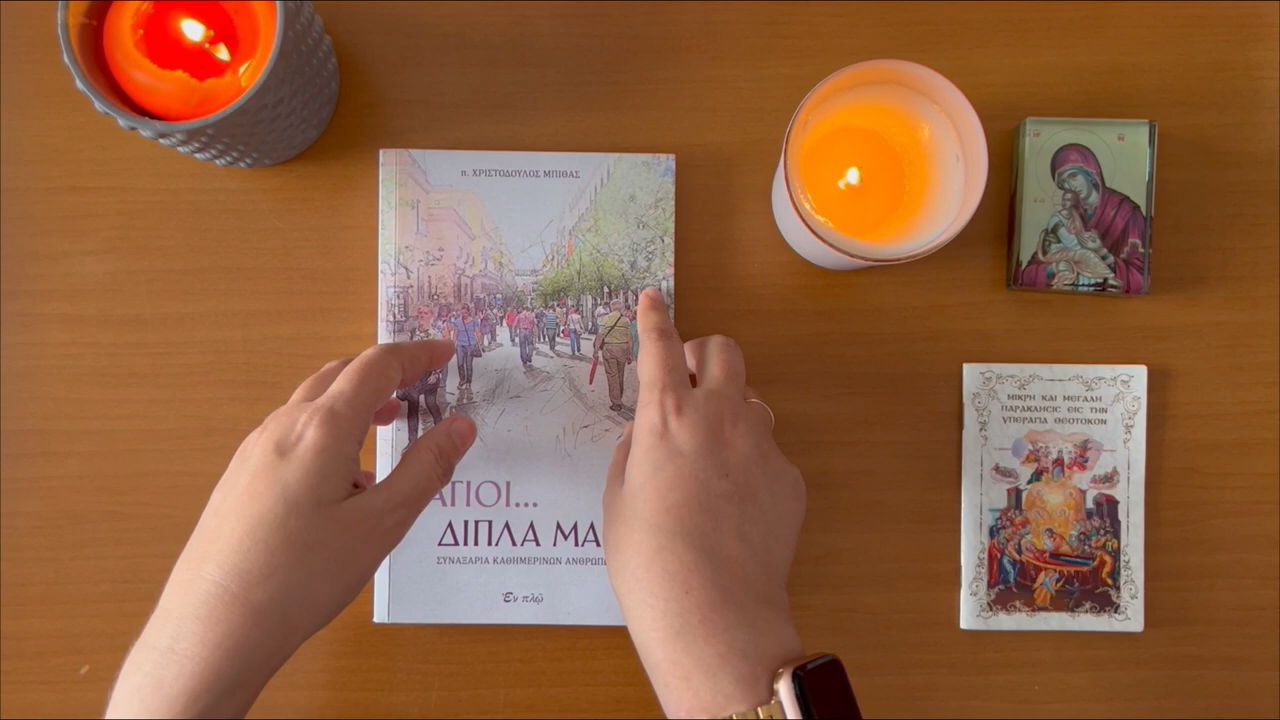 π. ΧΡΙΣΤΟΔΟΥΛΟΣ ΜΠΙΘΑΣ
ΑΓΙΟΙ...
ΔΙΠΛΑ ΜΑ
ΣΥΝΑΞΑΡΙΑ ΚΑΘΗΜΕΡΙΝΩΝ ΑΝΘΡΩΠ
Ἐν πλῷ
ΜΙΚΡΗ ΚΑΙ ΜΕΓΑΛΗ
ΠΑΡΑΚΛΗΣΙΣ ΕΙΣ ΤΗΝ
ΥΠΕΡΑΓΙΑ ΘΕΟΤΟΚΟΝ